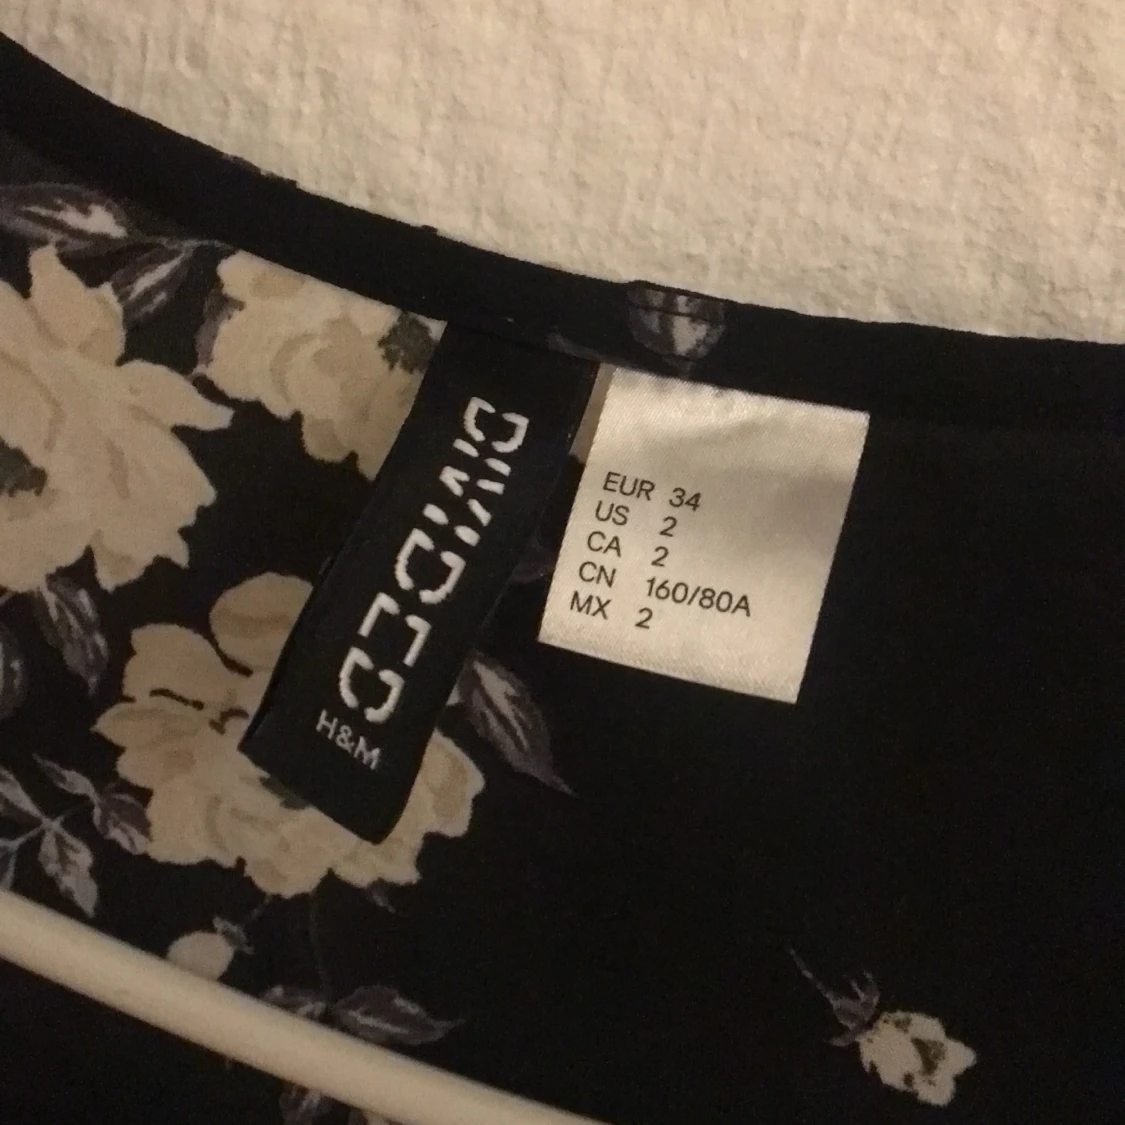 DIVIDED
H&M
EUR 34
US 2
CA 2
CN 160/80A
MX 2